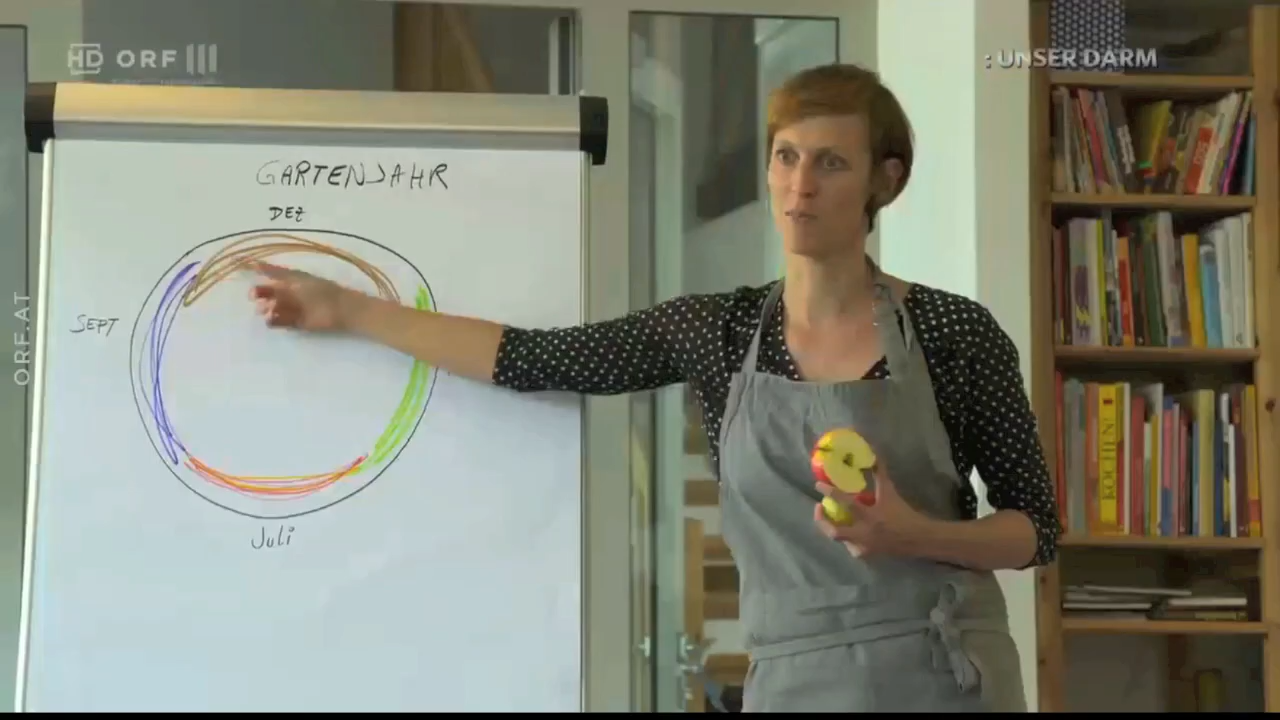 HD ORF III
: UNSER DARM
GARTENJAHR
DEZ
SEPT
Juli
ORF.AT
KOCHEN!